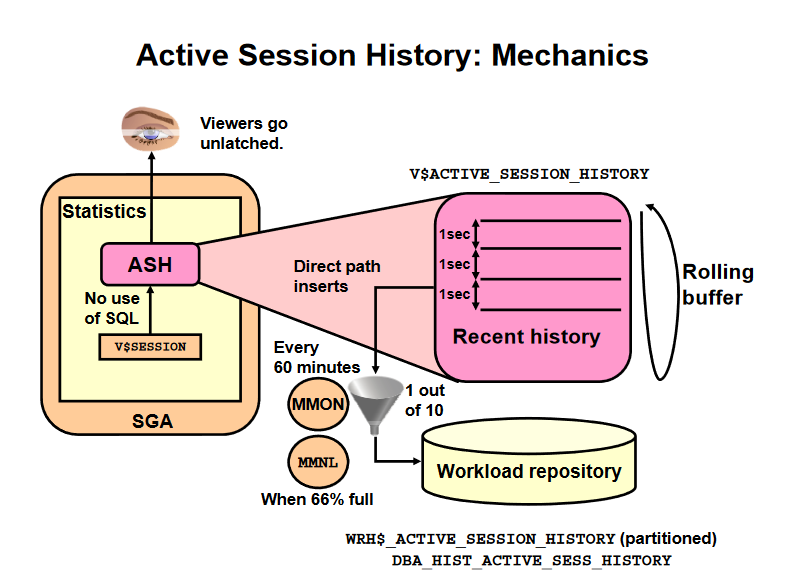 Active Session History: Mechanics
Viewers go
unlatched.
V$ACTIVE_SESSION_HISTORY
Statistics
ASH
No use
of SQL
V$SESSION
SGA
Direct path
inserts
1sec
1sec
1sec
Recent history
Rolling
buffer
Every
60 minutes
MMON
1 out
of 10
MMNL
When 66% full
Workload repository
WRH$_ACTIVE_SESSION_HISTORY (partitioned)
DBA_HIST_ACTIVE_SESS_HISTORY